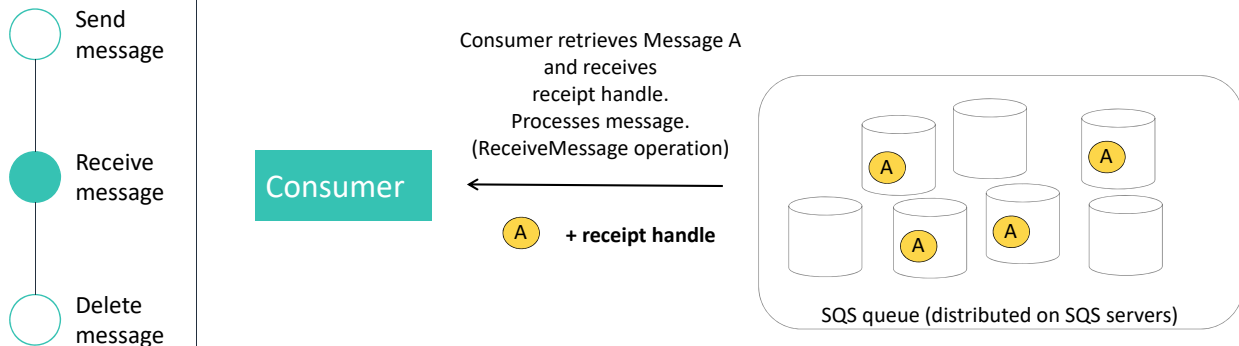 Send
message
Receive
message
Delete
message
Consumer retrieves Message A
and receives
receipt handle.
Processes message.
(ReceiveMessage operation)
Consumer
A + receipt handle
A
A
A
A
SQS queue (distributed on SQS servers)